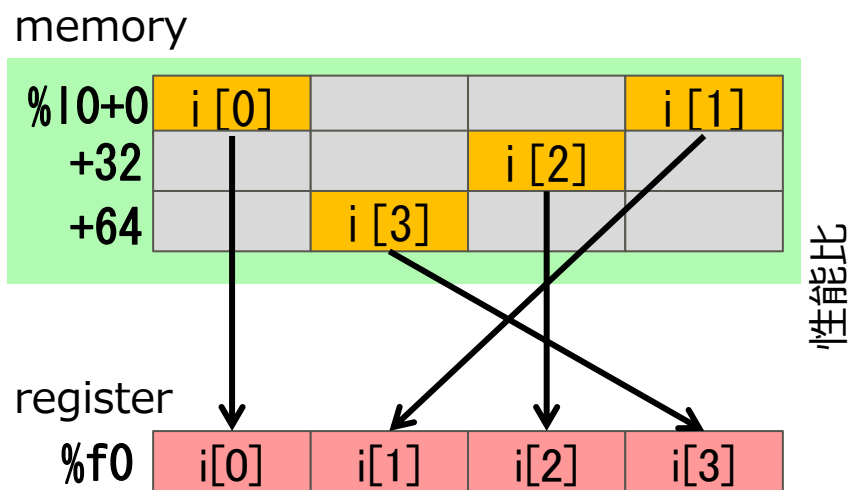 memory
%l0+0 i[0] i[1]
+32 i[2]
+64 i[3]
性能比
register
%f0 i[0] i[1] i[2] i[3]